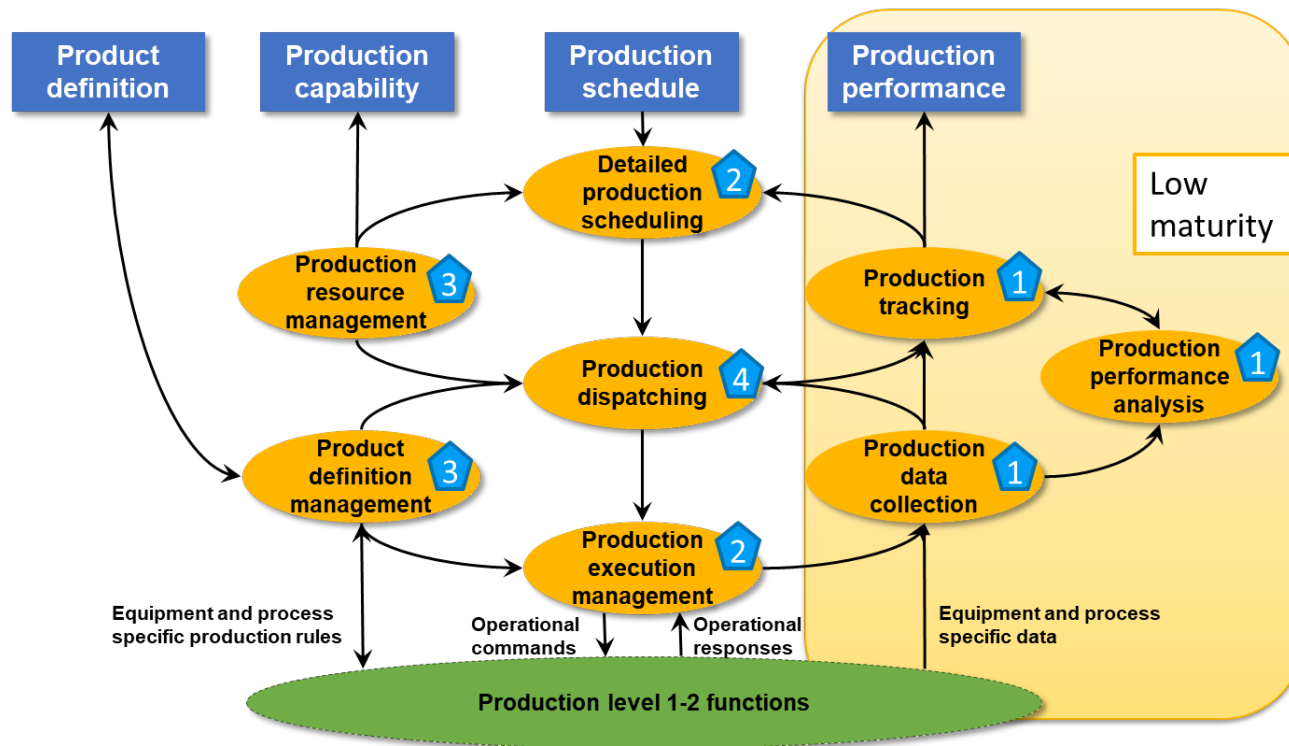 Product
definition
Production
capability
Production
schedule
Production
performance
Detailed
production
scheduling
2
Low
maturity
Production
resource
management
3
Production
tracking
1
Production
dispatching
4
Production
performance
analysis
1
Product
definition
management
3
Production
data
collection
1
Production
execution
management
2
Equipment and process
specific production rules
Operational
commands
Operational
responses
Equipment and process
specific data
Production level 1-2 functions